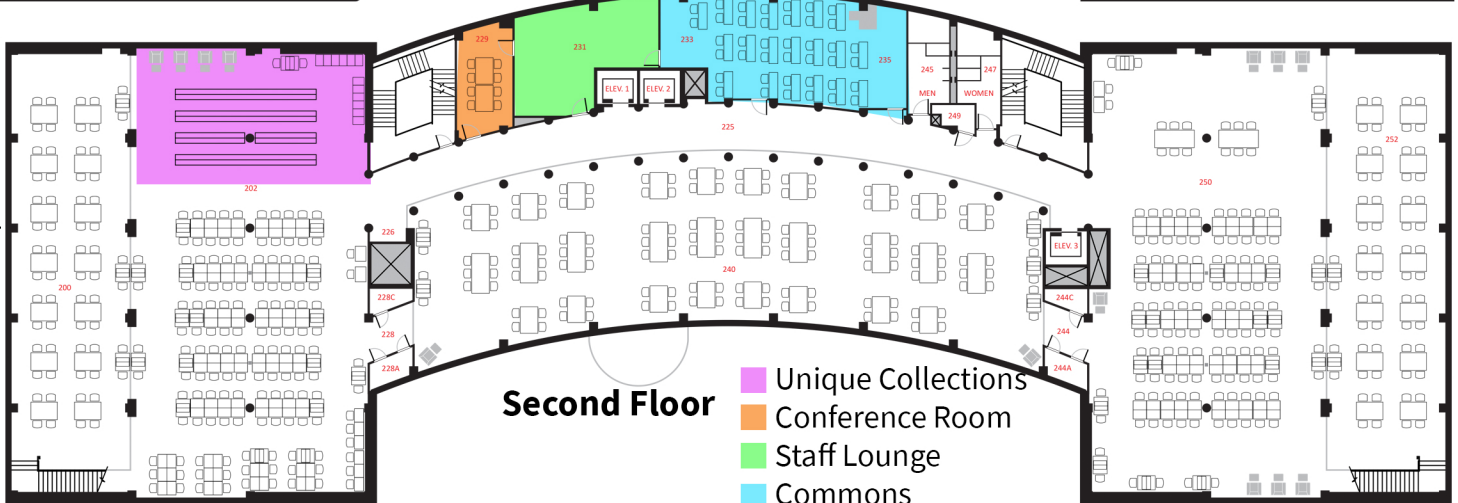 229
231
233
235
245
247
MEN
WOMEN
249
ELEV. 1
ELEV. 2
225
252
202
250
226
ELEV. 3
240
200
228C
244C
228
244
228A
244A
Second Floor
Unique Collections
Conference Room
Staff Lounge
Commons